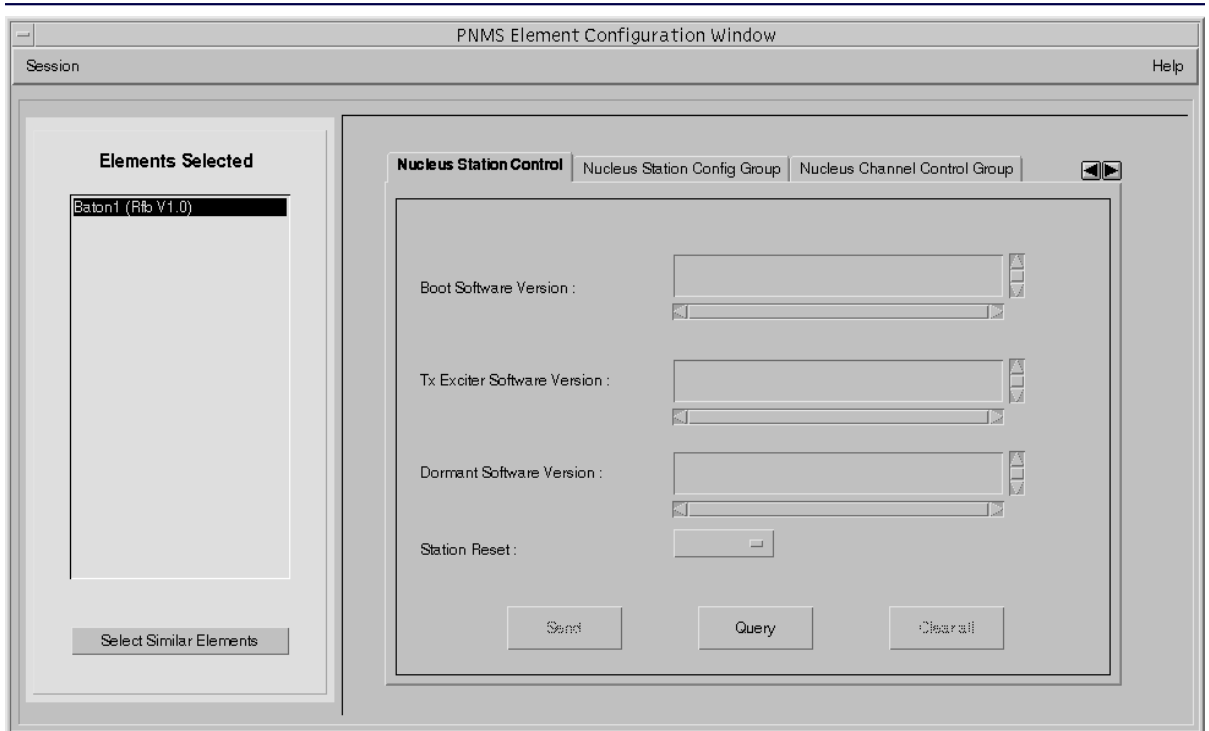 PNMS Element Configuration Window
Session Help
Elements Selected
Baton1 (Rfb V1.0)
Select Similar Elements
Nucleus Station Control Nucleus Station Config Group Nucleus Channel Control Group
Boot Software Version :
Tx Exciter Software Version :
Dormant Software Version :
Station Reset :
Send Query Clear all